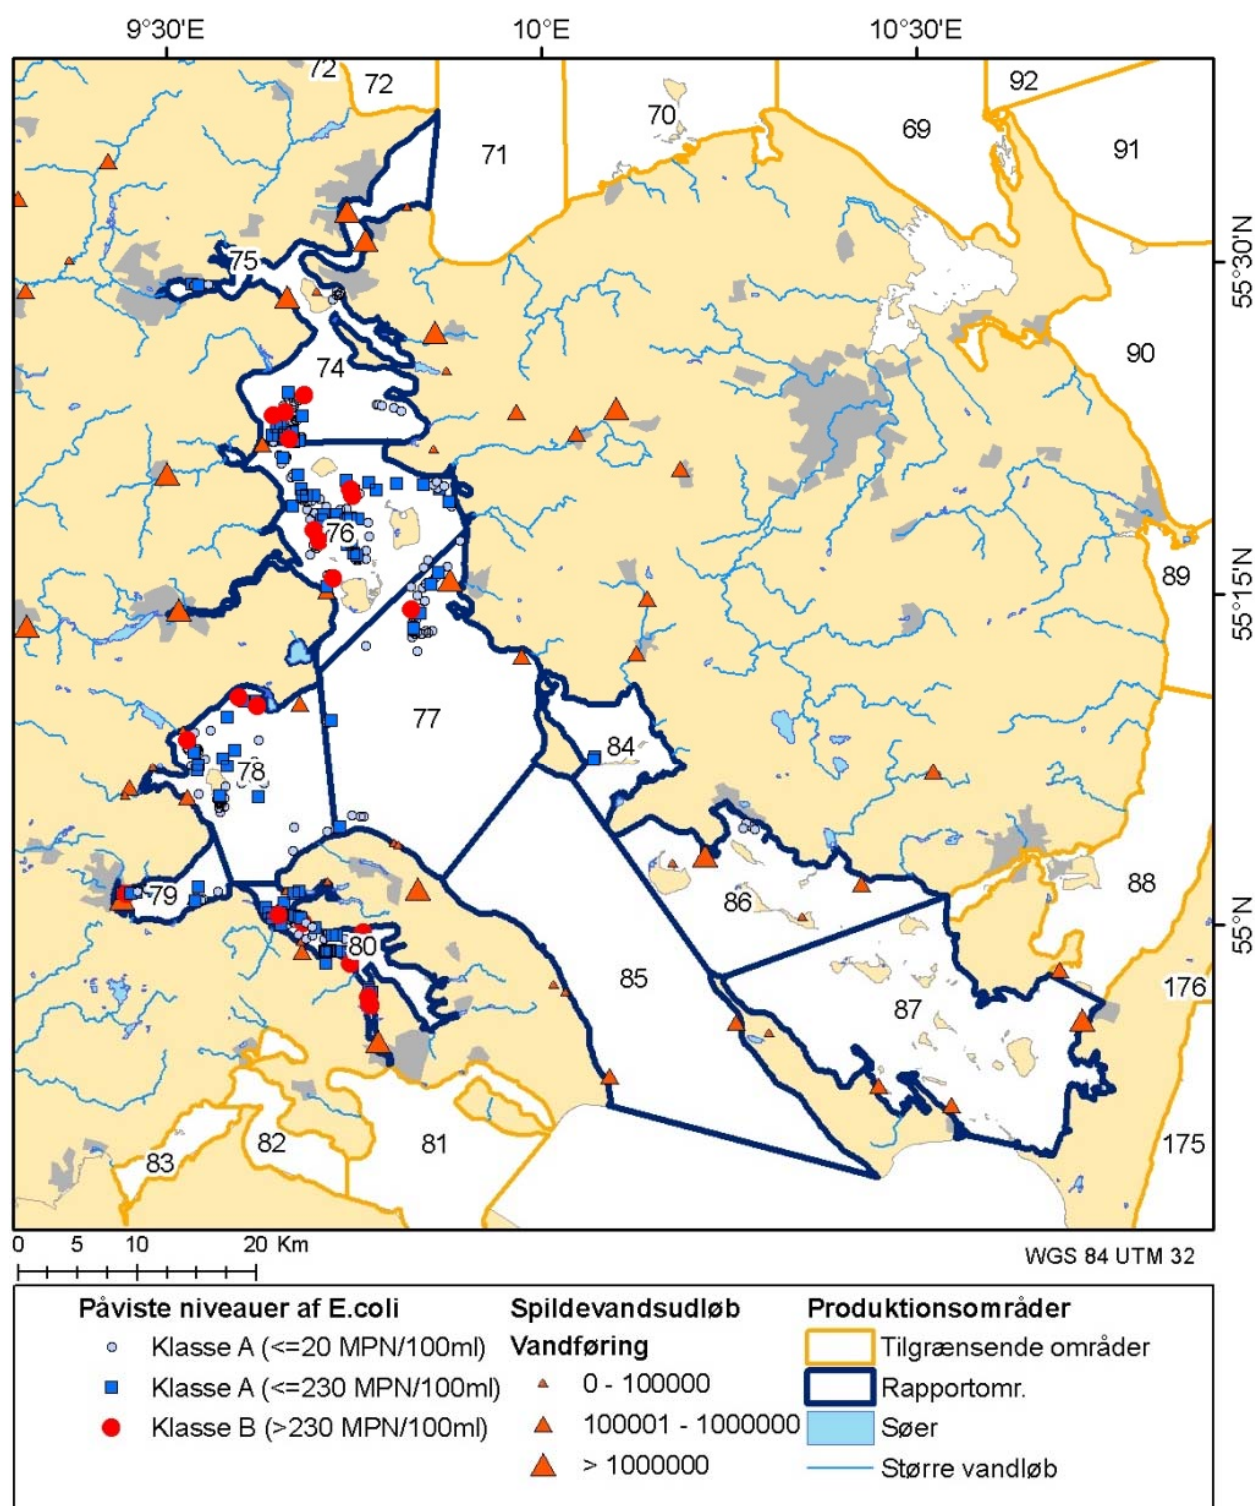 9°30'E 10°E 10°30'E
72
72
92
70
69
91
71
75
55°30'N
90
74
76
55°15'N
89
77
84
78
79
86
88
80
55°N
85
176
87
81
82
83
175
0 5 10 20 Km
WGS 84 UTM 32
Påviste niveauer af E.coli
Klasse A (<=20 MPN/100ml)
Klasse A (<=230 MPN/100ml)
Klasse B (>230 MPN/100ml)
Spildevandsudløb
Vandføring
0 - 100000
100001 - 1000000
> 1000000
Produktionsområder
Tilgrænsende områder
Rapportomr.
Søer
Større vandløb